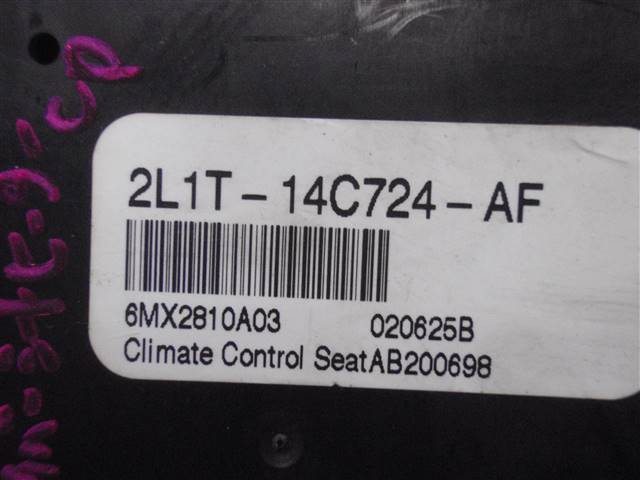 2L1T-14C724-AF
6MX2810A03 020625B
Climate Control SeatAB200698